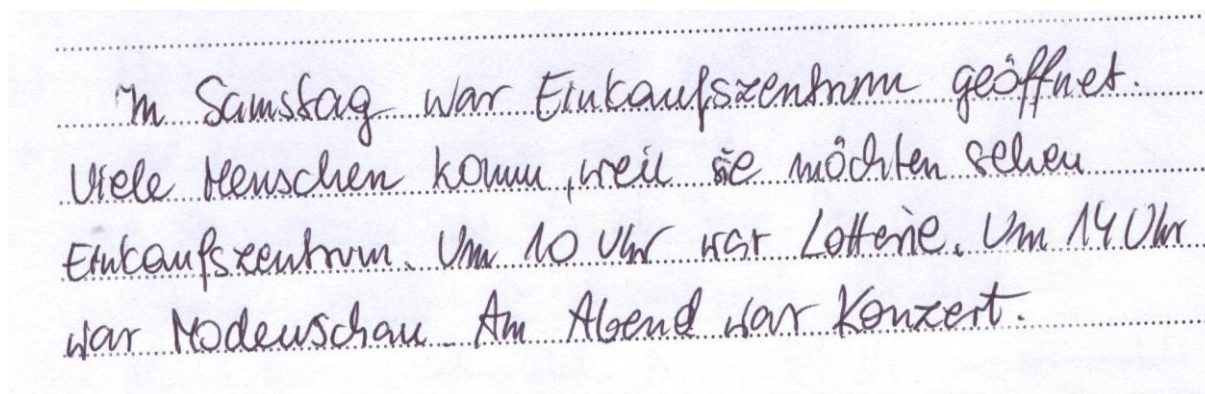 Im Samstag war Einkaufszentrum geöffnet.
Viele Menschen komm, weil sie möchten sehen
Einkaufszentrum. Um 10 Uhr war Lotterie. Um 14 Uhr
war Modenschau. Am Abend war Konzert.